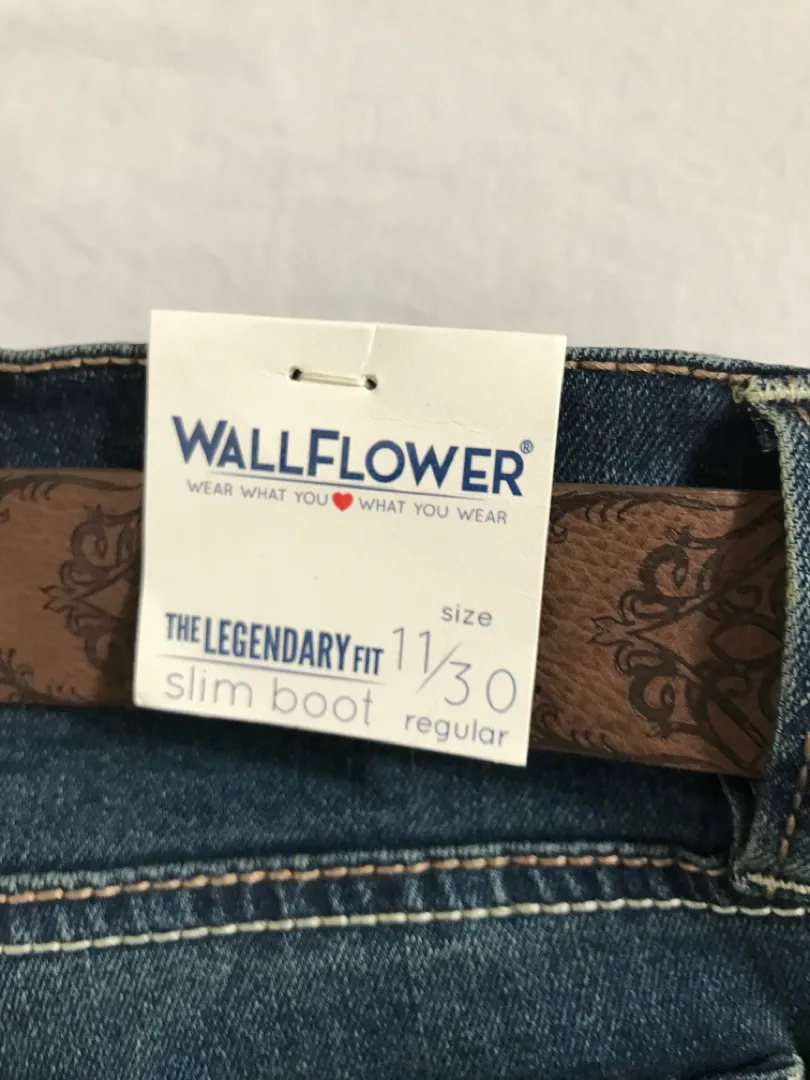 WALLFLOWER®
WEAR WHAT YOU ❤ WHAT YOU WEAR
size
THE LEGENDARY FIT 11/30
slim boot regular